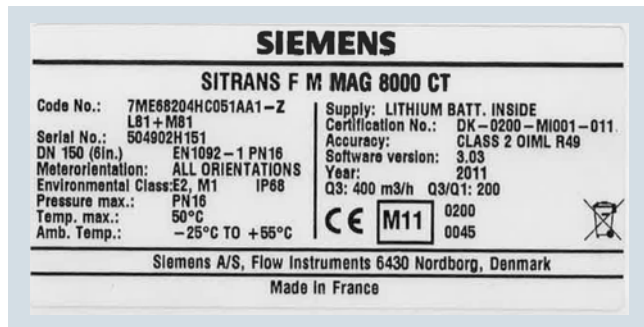 SIEMENS
SITRANS F M MAG 8000 CT
Code No.: 7ME68204HC051AA1-Z
L81+M81
Serial No.: 504902H151
DN 150 (6in.) EN1092-1 PN16
Meterorientation: ALL ORIENTATIONS
Environmental Class:E2, M1 IP68
Pressure max.: PN16
Temp. max.: 50°C
Amb. Temp.: -25°C TO +55°C
Supply: LITHIUM BATT. INSIDE
Certification No.: DK-0200-MI001-011
Accuracy: CLASS 2 OIML R49
Software version: 3.03
Year: 2011
Q3: 400 m3/h Q3/Q1: 200
CE M11 0200
0045
Siemens A/S, Flow Instruments 6430 Nordborg, Denmark
Made in France